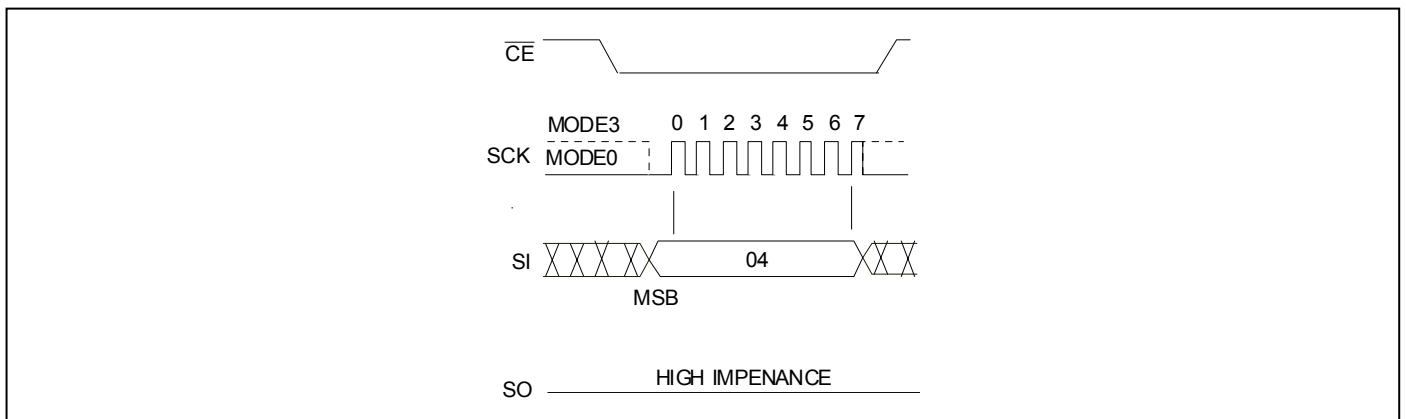 CE
MODE3 0 1 2 3 4 5 6 7
SCK MODE0
SI 04
MSB
HIGH IMPENANCE
SO